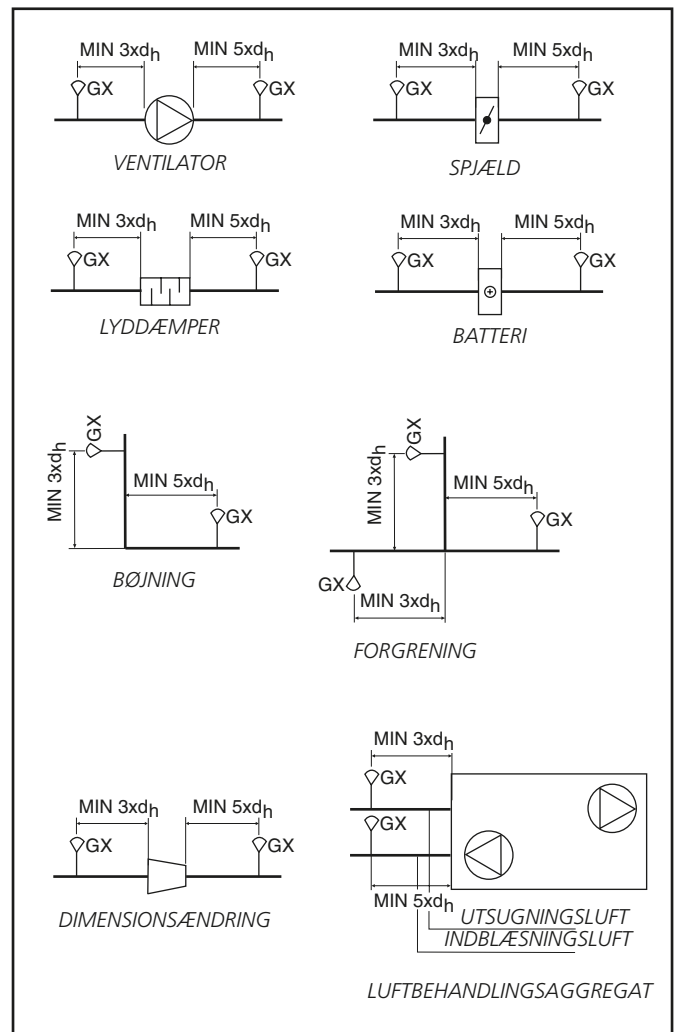 MIN 3xdh MIN 5xdh
GX GX
VENTILATOR
MIN 3xdh MIN 5xdh
GX GX
SPJÆLD
MIN 3xdh MIN 5xdh
GX GX
LYDDÆMPER
MIN 3xdh MIN 5xdh
GX GX
BATTERI
GX
MIN 3xdh
MIN 5xdh
GX
BØJNING
GX
MIN 3xdh
MIN 5xdh
GX
GX
MIN 3xdh
FORGRENING
MIN 3xdh MIN 5xdh
GX GX
DIMENSIONSÆNDRING
MIN 3xdh
GX
GX
MIN 5xdh
UTSUGNINGSLUFT
INDBLÆSNINGSLUFT
LUFTBEHANDLINGSAGGREGAT